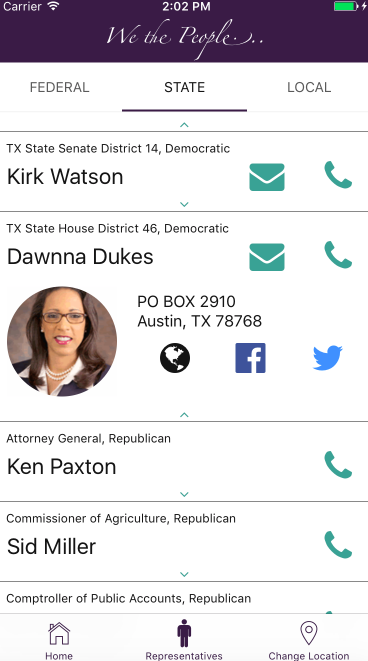 Carrier 2:02 PM
We the People...
FEDERAL STATE LOCAL
TX State Senate District 14, Democratic
Kirk Watson
TX State House District 46, Democratic
Dawnna Dukes
PO BOX 2910
Austin, TX 78768
Attorney General, Republican
Ken Paxton
Commissioner of Agriculture, Republican
Sid Miller
Comptroller of Public Accounts, Republican
Home Representatives Change Location